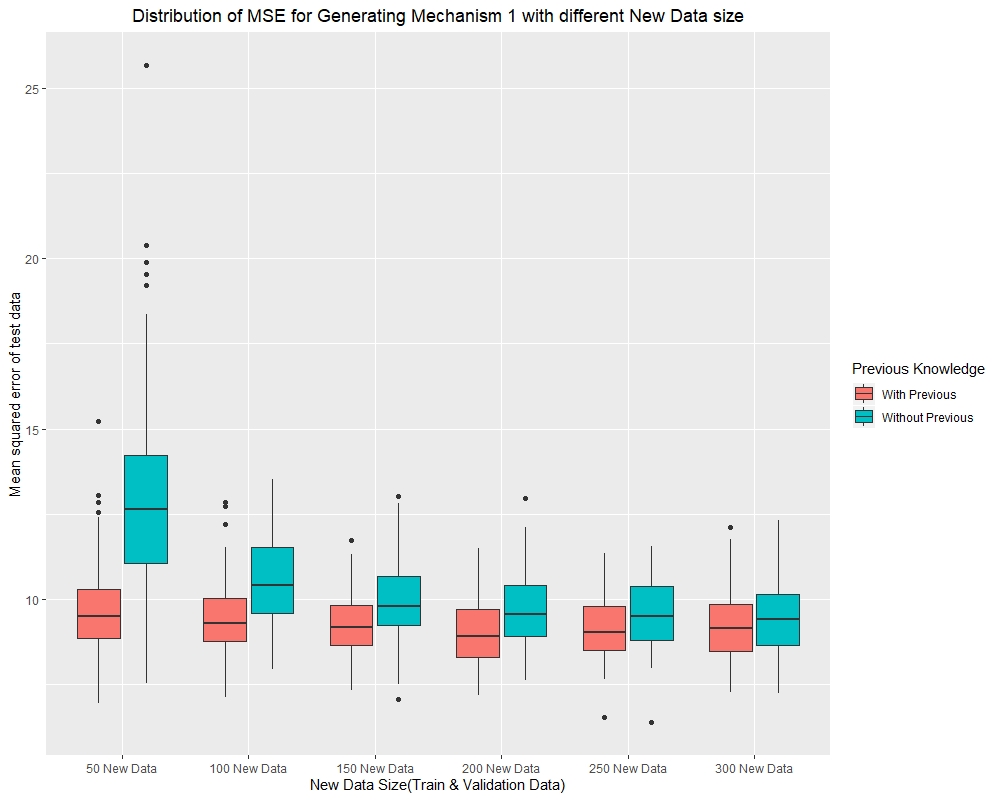 Distribution of MSE for Generating Mechanism 1 with different New Data size
Mean squared error of test data
25
20
15
10
50 New Data
100 New Data
150 New Data
200 New Data
250 New Data
300 New Data
New Data Size(Train & Validation Data)
Previous Knowledge
With Previous
Without Previous